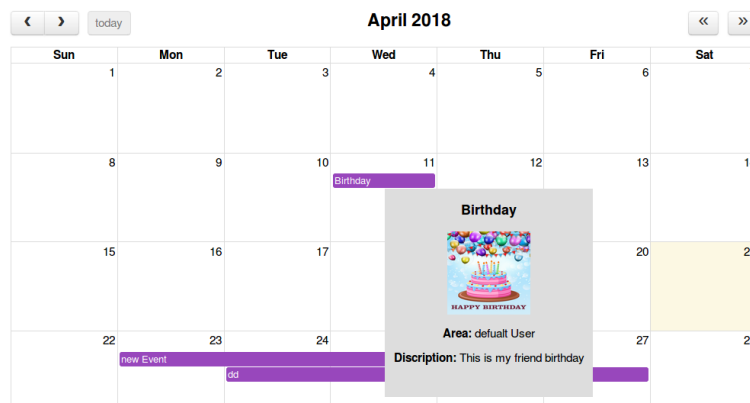 today
April 2018
«
»
Sun Mon Tue Wed Thu Fri Sat
1 2 3 4 5 6
8 9 10 11 12 13 1
Birthday
Birthday
HAPPY BIRTHDAY
15 16 17 20 2
Area: defualt User
Discription: This is my friend birthday
22 23 24 27 2
new Event
dd